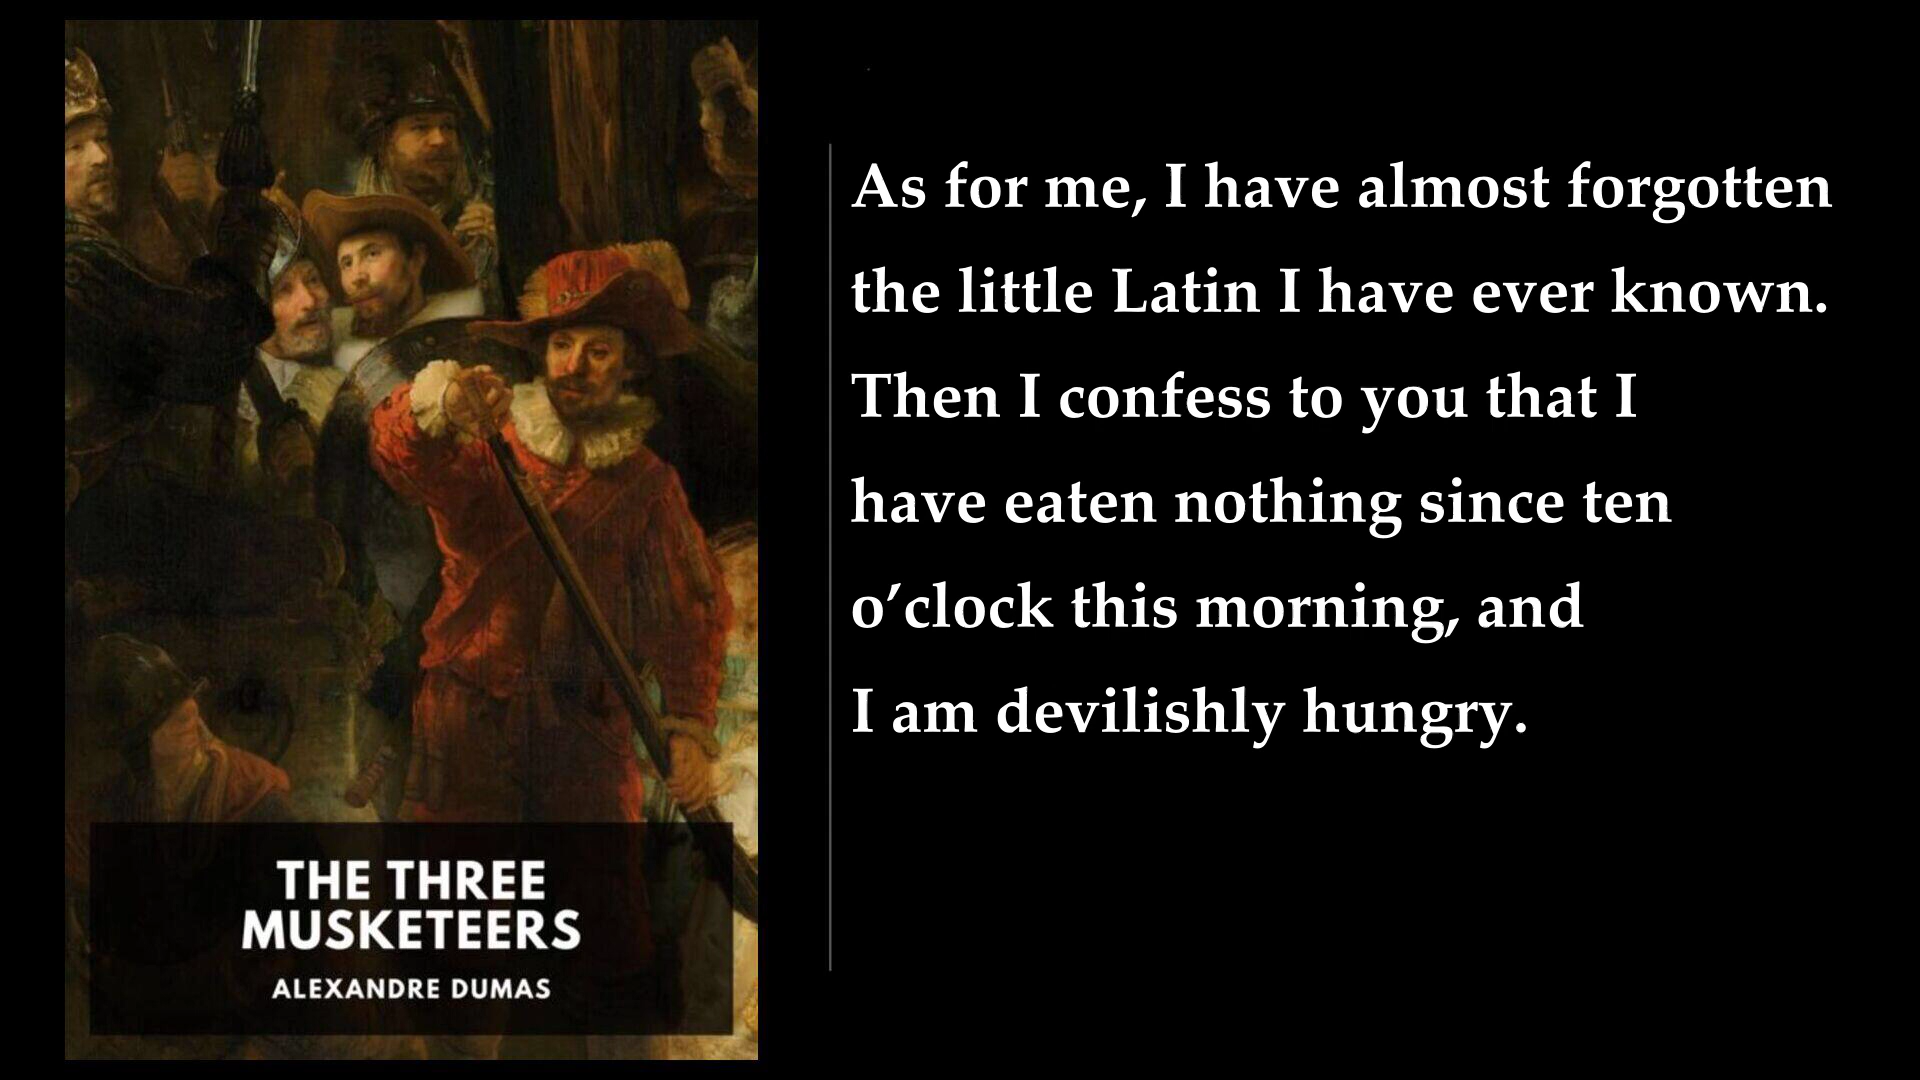 THE THREE
MUSKETEERS
ALEXANDRE DUMAS
As for me, I have almost forgotten
the little Latin I have ever known.
Then I confess to you that I
have eaten nothing since ten
o’clock this morning, and
I am devilishly hungry.